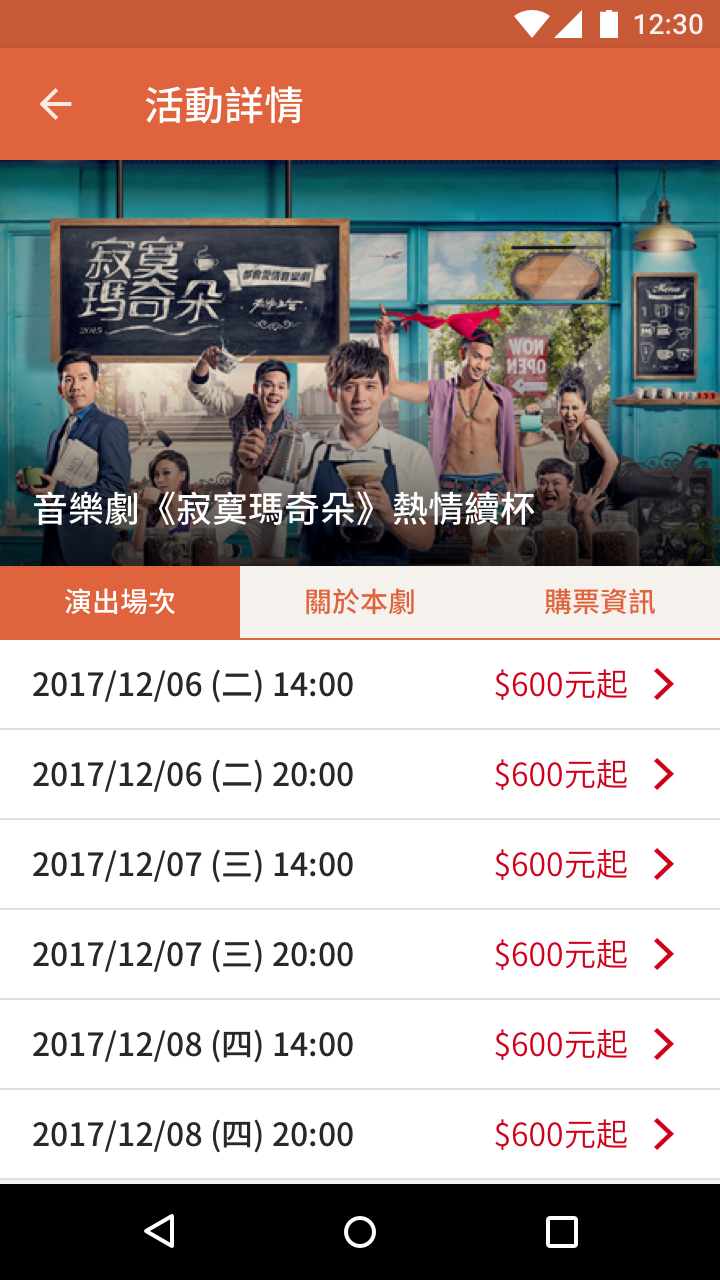 12:30
活動詳情
寂寞
瑪奇朵
都會愛情音樂劇
2015
Menu
NOW
OPEN
音樂劇《寂寞瑪奇朵》熱情續杯
演出場次 關於本劇 購票資訊
2017/12/06 (二) 14:00 $600元起
2017/12/06 (二) 20:00 $600元起
2017/12/07 (三) 14:00 $600元起
2017/12/07 (三) 20:00 $600元起
2017/12/08 (四) 14:00 $600元起
2017/12/08 (四) 20:00 $600元起